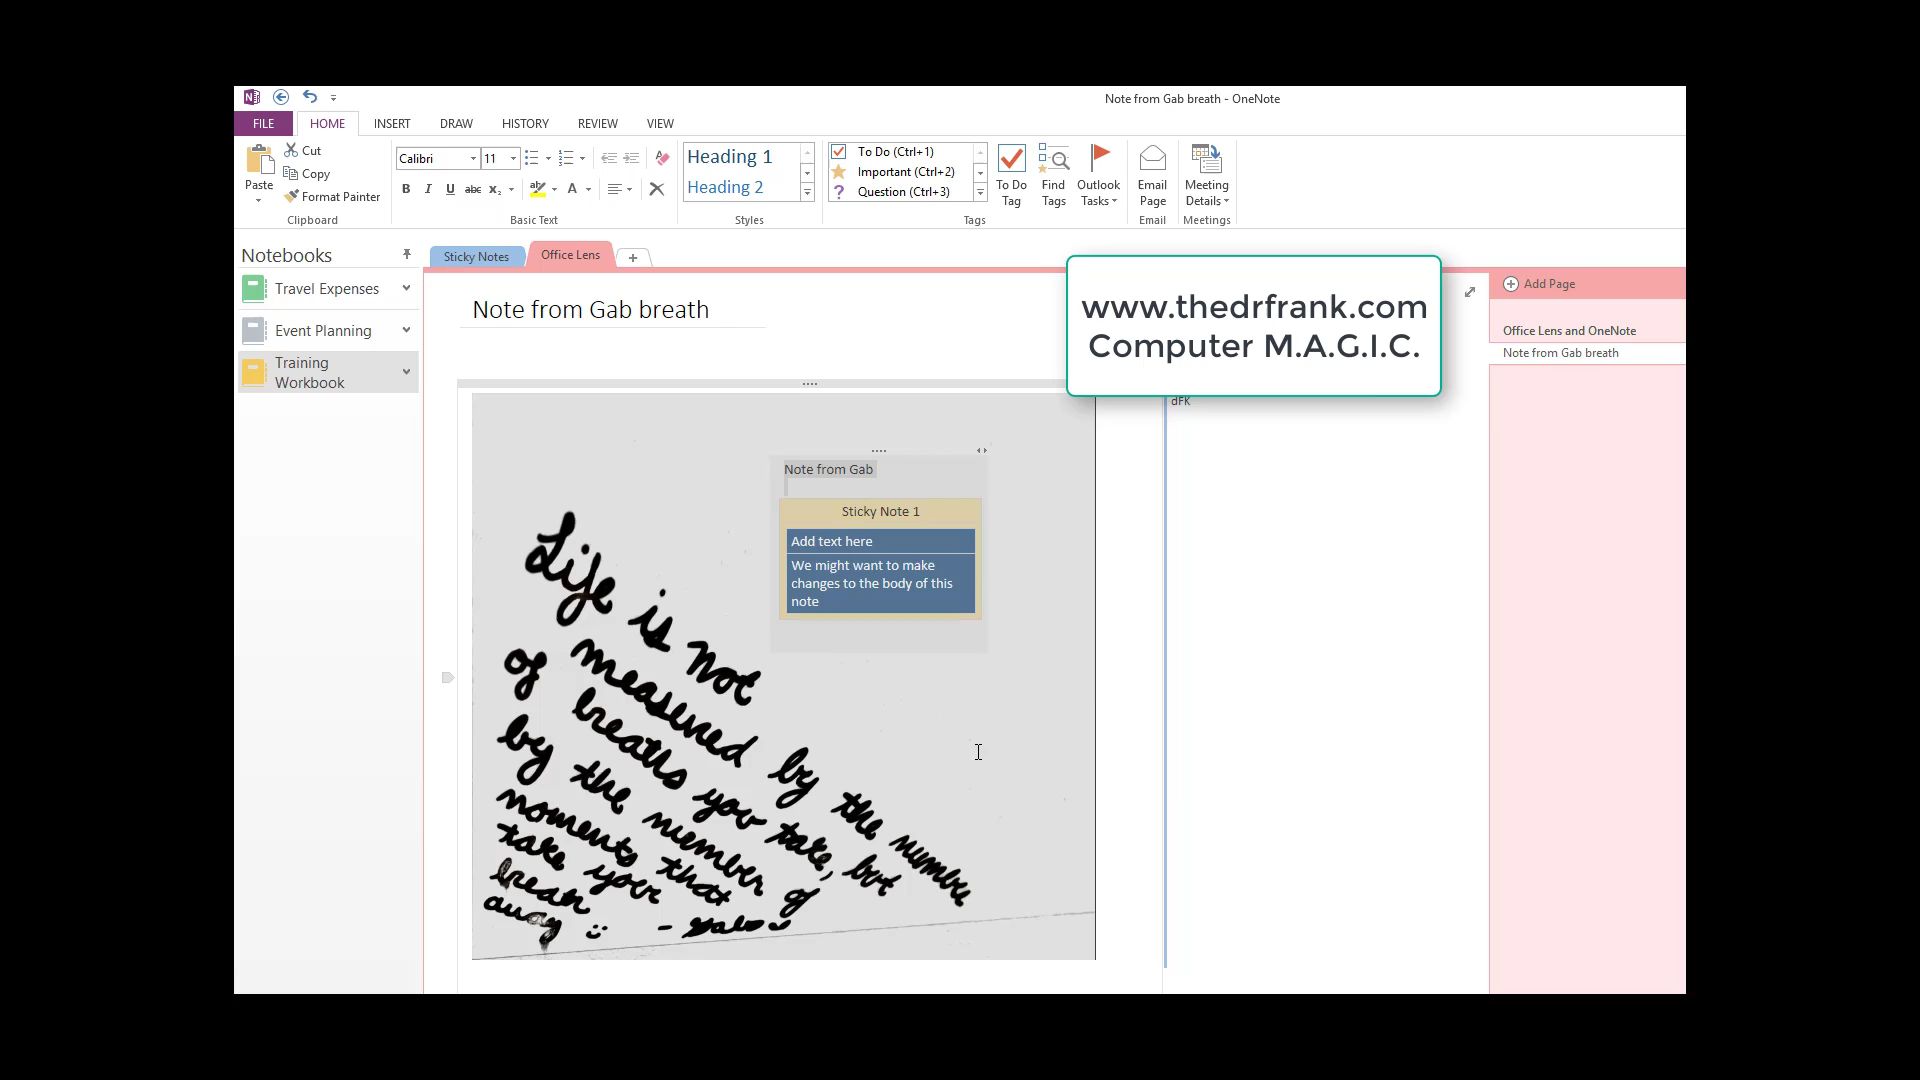 Note from Gab breath - OneNote
FILE HOME INSERT DRAW HISTORY REVIEW VIEW
Paste
Cut
Copy
Format Painter
Clipboard
Calibri 11
B I U abc X₂ ab A
Basic Text
Heading 1
Heading 2
Styles
To Do (Ctrl+1)
Important (Ctrl+2)
Question (Ctrl+3)
To Do
Tag
Find
Tags
Outlook
Tasks
Tags
Email
Page
Email
Meeting
Details
Meetings
Notebooks
Travel Expenses
Event Planning
Training
Workbook
Sticky Notes Office Lens +
Note from Gab breath
www.thedrfrank.com
Computer M.A.G.I.C.
dFK
Add Page
Office Lens and OneNote
Note from Gab breath
Note from Gab
Sticky Note 1
Add text here
We might want to make
changes to the body of this
note
Life is not
measured by the number
of breaths you take, but
by the number of
moments that
take your
breath
away :) - Gabe